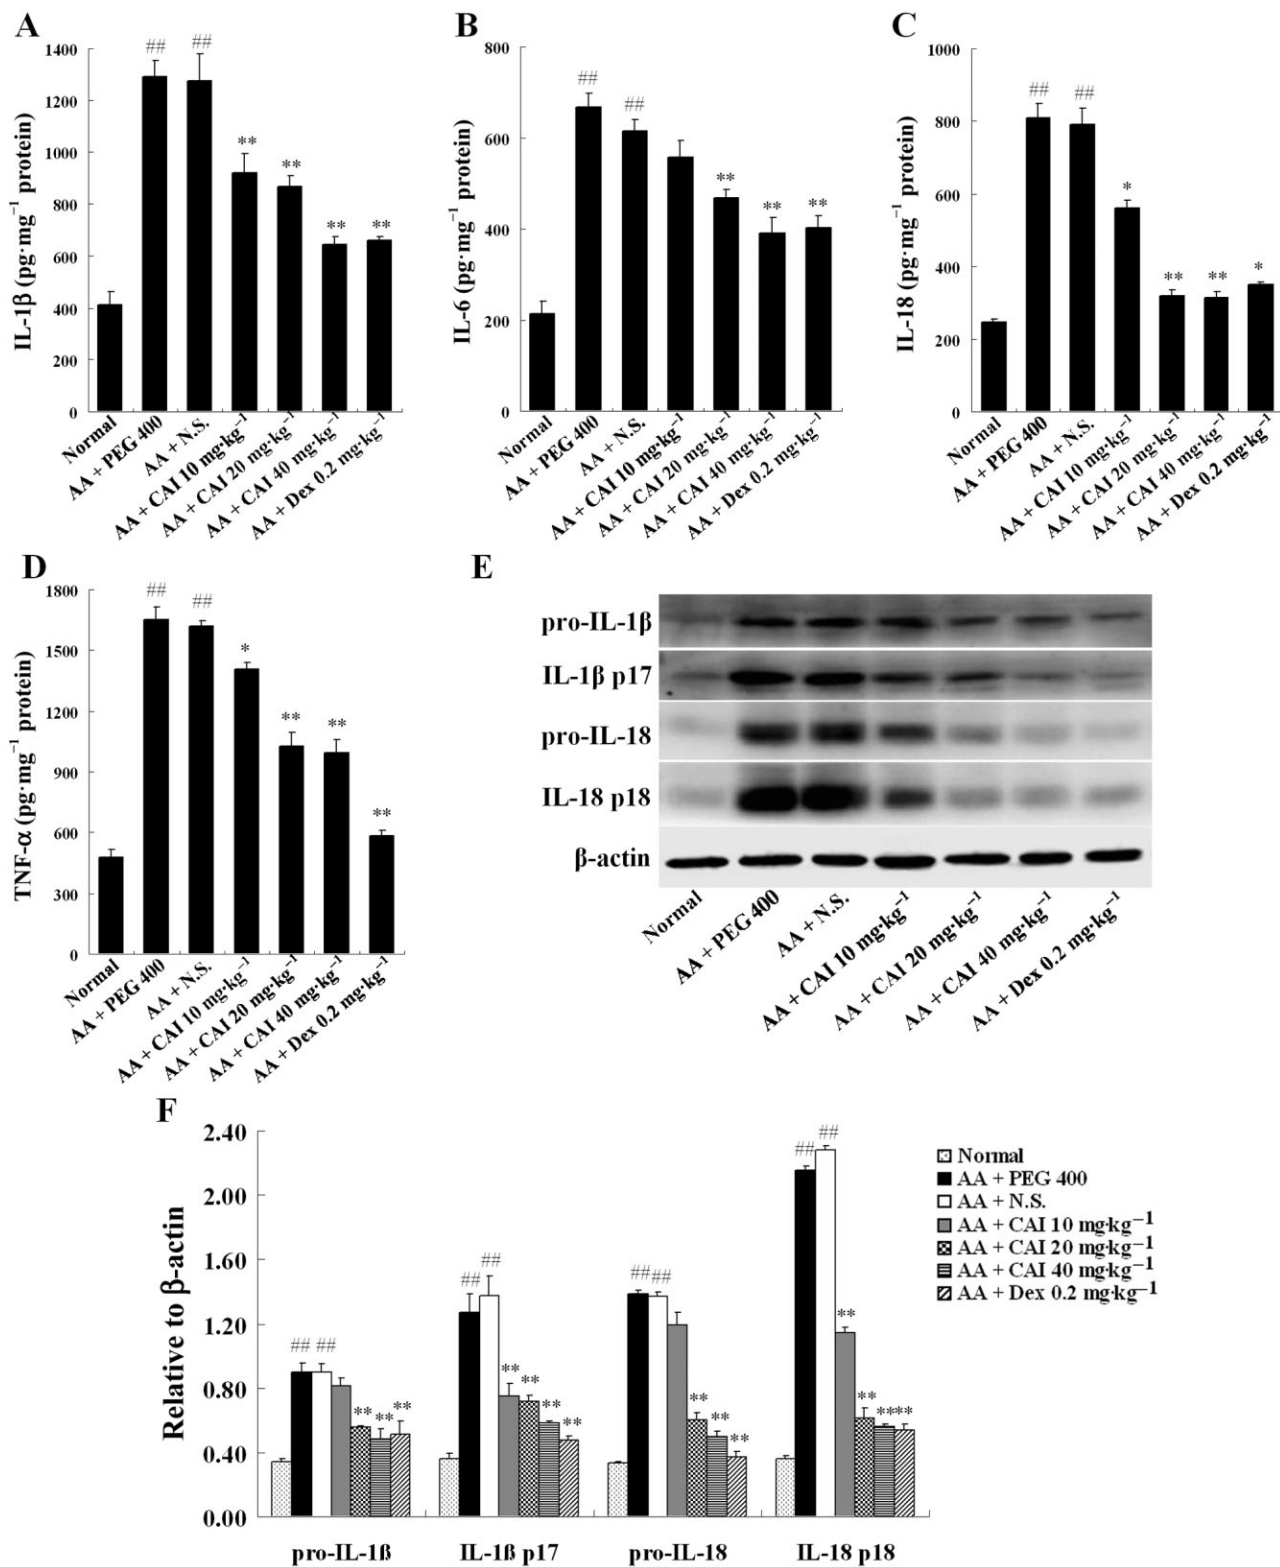 A
IL-1β (pg·mg⁻¹ protein)
1400
1200
1000
800
600
400
200
0
##
##
**
**
**
**
Normal
AA + PEG 400
AA + N.S.
AA + CAI 10 mg·kg⁻¹
AA + CAI 20 mg·kg⁻¹
AA + CAI 40 mg·kg⁻¹
AA + Dex 0.2 mg·kg⁻¹
B
IL-6 (pg·mg⁻¹ protein)
800
600
400
200
0
##
##
**
**
**
Normal
AA + PEG 400
AA + N.S.
AA + CAI 10 mg·kg⁻¹
AA + CAI 20 mg·kg⁻¹
AA + CAI 40 mg·kg⁻¹
AA + Dex 0.2 mg·kg⁻¹
C
IL-18 (pg·mg⁻¹ protein)
1000
800
600
400
200
0
##
##
*
**
**
*
Normal
AA + PEG 400
AA + N.S.
AA + CAI 10 mg·kg⁻¹
AA + CAI 20 mg·kg⁻¹
AA + CAI 40 mg·kg⁻¹
AA + Dex 0.2 mg·kg⁻¹
D
TNF-α (pg·mg⁻¹ protein)
1800
1500
1200
900
600
300
0
##
##
*
**
**
**
Normal
AA + PEG 400
AA + N.S.
AA + CAI 10 mg·kg⁻¹
AA + CAI 20 mg·kg⁻¹
AA + CAI 40 mg·kg⁻¹
AA + Dex 0.2 mg·kg⁻¹
E
pro-IL-1β
IL-1β p17
pro-IL-18
IL-18 p18
β-actin
Normal
AA + PEG 400
AA + N.S.
AA + CAI 10 mg·kg⁻¹
AA + CAI 20 mg·kg⁻¹
AA + CAI 40 mg·kg⁻¹
AA + Dex 0.2 mg·kg⁻¹
F
Relative to β-actin
2.40
2.00
1.60
1.20
0.80
0.40
0.00
## ##
** ** **
## ##
** ** ** **
## ##
** ** **
## ##
** ** ** **
pro-IL-1ß
IL-1ß p17
pro-IL-18
IL-18 p18
Normal
AA + PEG 400
AA + N.S.
AA + CAI 10 mg·kg⁻¹
AA + CAI 20 mg·kg⁻¹
AA + CAI 40 mg·kg⁻¹
AA + Dex 0.2 mg·kg⁻¹